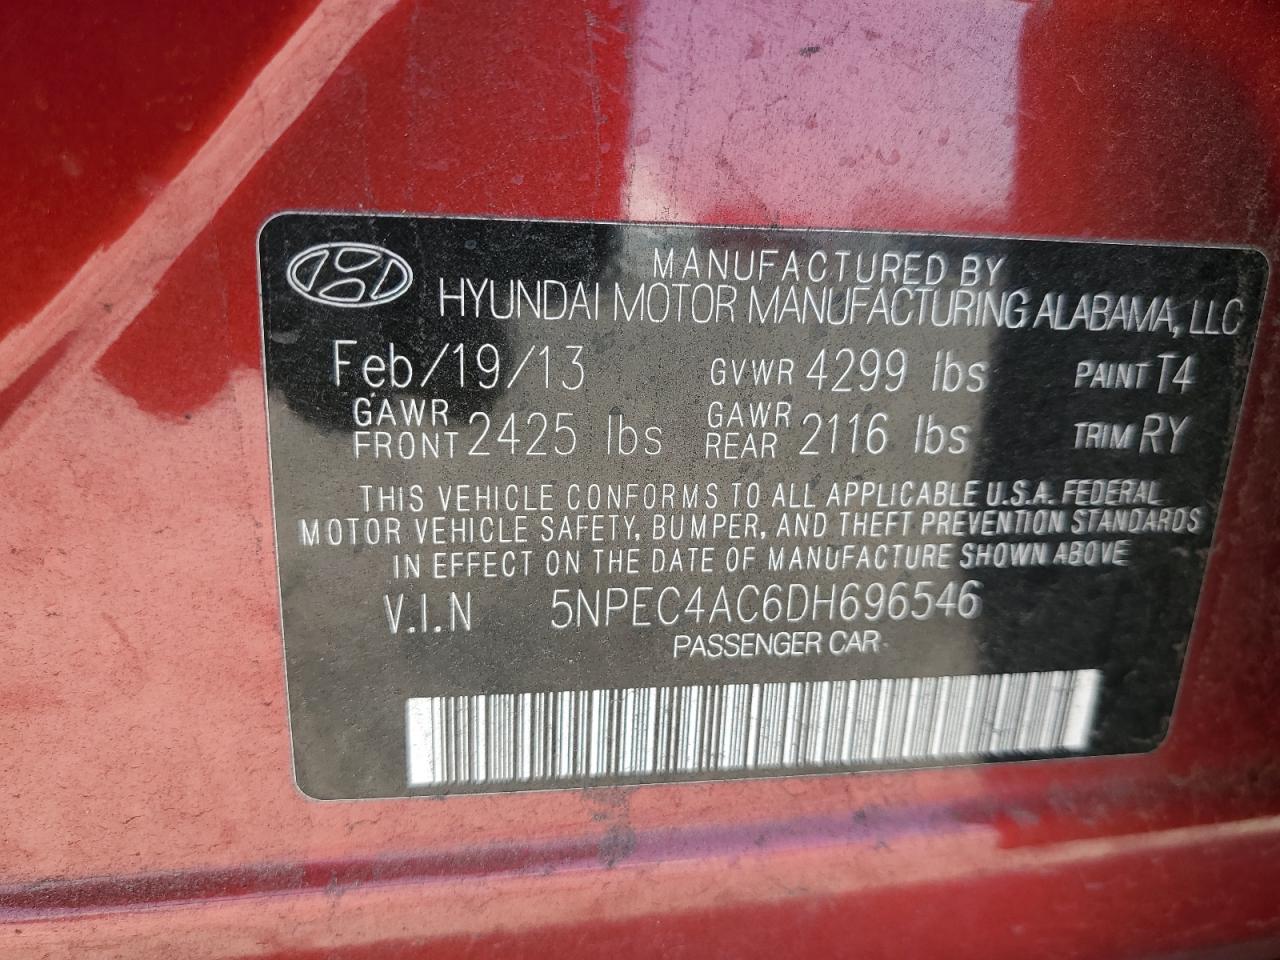 MANUFACTURED BY
HYUNDAI MOTOR MANUFACTURING ALABAMA, LLC
Feb/19/13 GVWR 4299 lbs PAINT T4
GAWR FRONT 2425 lbs GAWR REAR 2116 lbs TRIM RY
THIS VEHICLE CONFORMS TO ALL APPLICABLE U.S.A. FEDERAL
MOTOR VEHICLE SAFETY, BUMPER, AND THEFT PREVENTION STANDARDS
IN EFFECT ON THE DATE OF MANUFACTURE SHOWN ABOVE
V.I.N 5NPEC4AC6DH696546
PASSENGER CAR